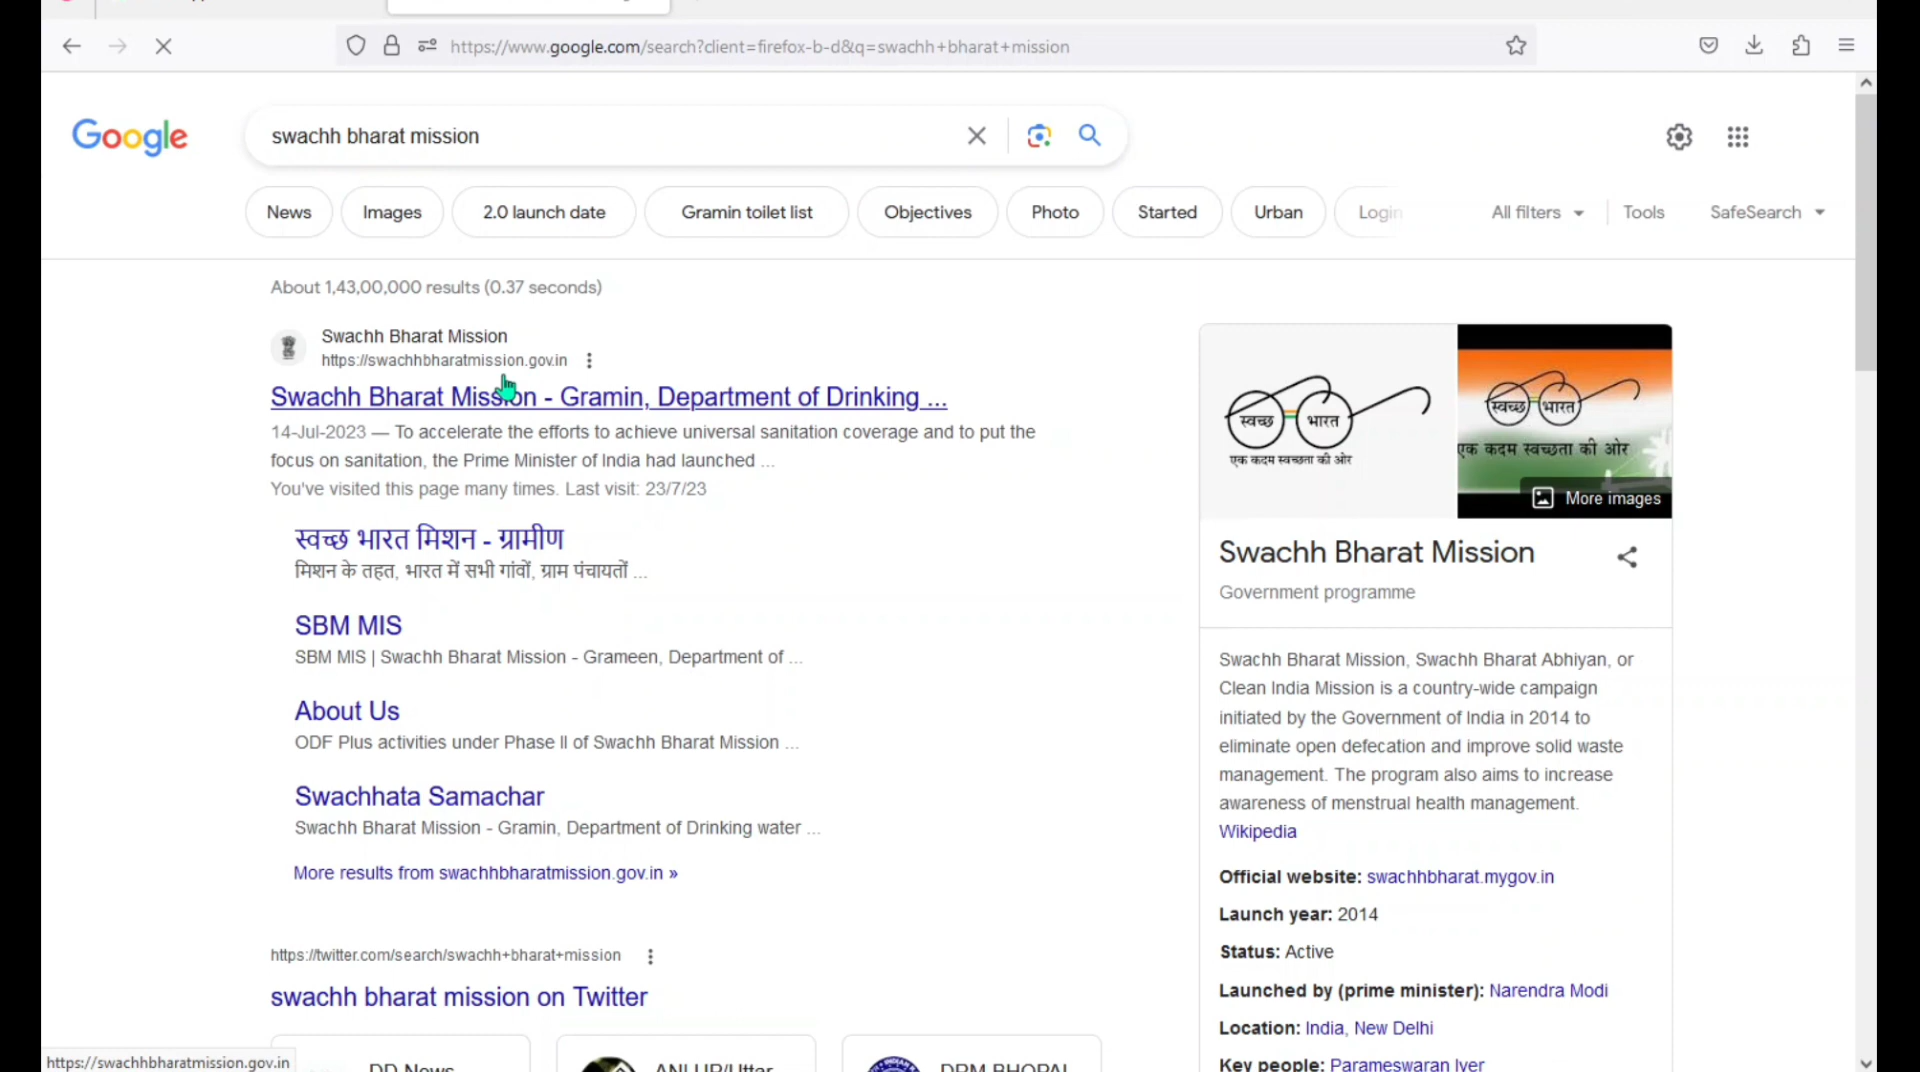 https://www.google.com/search?client=firefox-b-d&q=swachh+bharat+mission
Google
swachh bharat mission
News
Images
2.0 launch date
Gramin toilet list
Objectives
Photo
Started
Urban
Login
All filters
Tools
SafeSearch
About 1,43,00,000 results (0.37 seconds)
Swachh Bharat Mission
https://swachhbharatmission.gov.in
Swachh Bharat Mission - Gramin, Department of Drinking ...
14-Jul-2023 — To accelerate the efforts to achieve universal sanitation coverage and to put the
focus on sanitation, the Prime Minister of India had launched ...
You've visited this page many times. Last visit: 23/7/23
स्वच्छ भारत मिशन - ग्रामीण
मिशन के तहत, भारत में सभी गांवों, ग्राम पंचायतों ...
SBM MIS
SBM MIS | Swachh Bharat Mission - Grameen, Department of ...
About Us
ODF Plus activities under Phase II of Swachh Bharat Mission ...
Swachhata Samachar
Swachh Bharat Mission - Gramin, Department of Drinking water ...
More results from swachhbharatmission.gov.in »
https://twitter.com/search/swachh+bharat+mission
swachh bharat mission on Twitter
DD News
ANI UP/Uttar
DRM BHOPAL
स्वच्छ भारत
एक कदम स्वच्छता की ओर
स्वच्छ भारत
एक कदम स्वच्छता की ओर
More images
Swachh Bharat Mission
Government programme
Swachh Bharat Mission, Swachh Bharat Abhiyan, or
Clean India Mission is a country-wide campaign
initiated by the Government of India in 2014 to
eliminate open defecation and improve solid waste
management. The program also aims to increase
awareness of menstrual health management.
Wikipedia
Official website: swachhbharat.mygov.in
Launch year: 2014
Status: Active
Launched by (prime minister): Narendra Modi
Location: India, New Delhi
Key people: Parameswaran Iyer
https://swachhbharatmission.gov.in